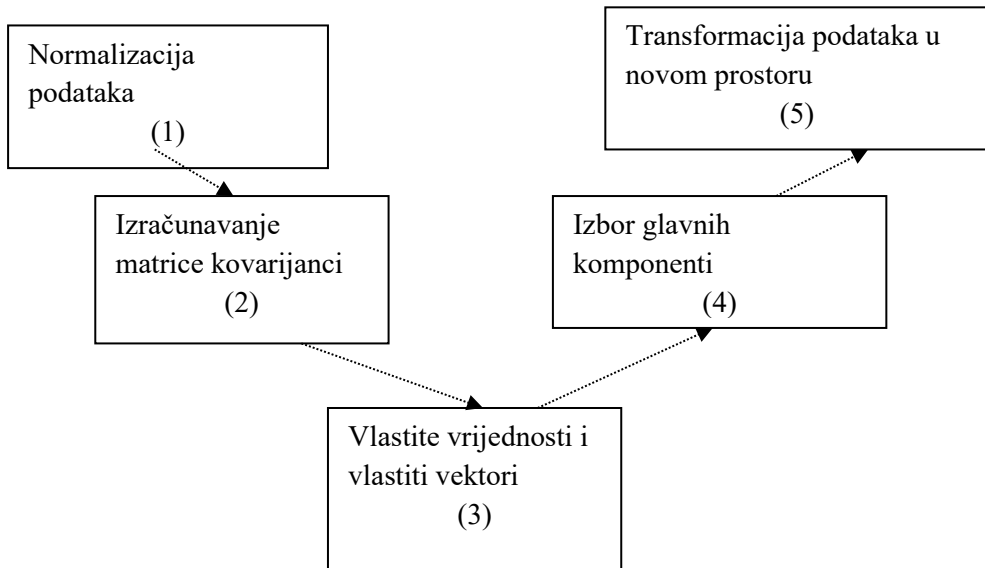 Normalizacija
podataka
(1)
Izračunavanje
matrice kovarijanci
(2)
Vlastite vrijednosti i
vlastiti vektori
(3)
Izbor glavnih
komponenti
(4)
Transformacija podataka u
novom prostoru
(5)